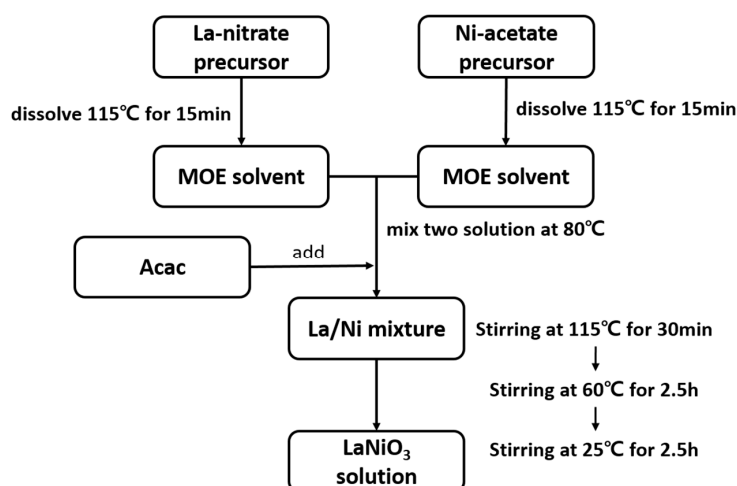 La-nitrate
precursor
Ni-acetate
precursor
dissolve 115℃ for 15min
dissolve 115℃ for 15min
MOE solvent
MOE solvent
mix two solution at 80℃
Acac
add
La/Ni mixture
Stirring at 115℃ for 30min
Stirring at 60℃ for 2.5h
LaNiO₃
solution
Stirring at 25℃ for 2.5h